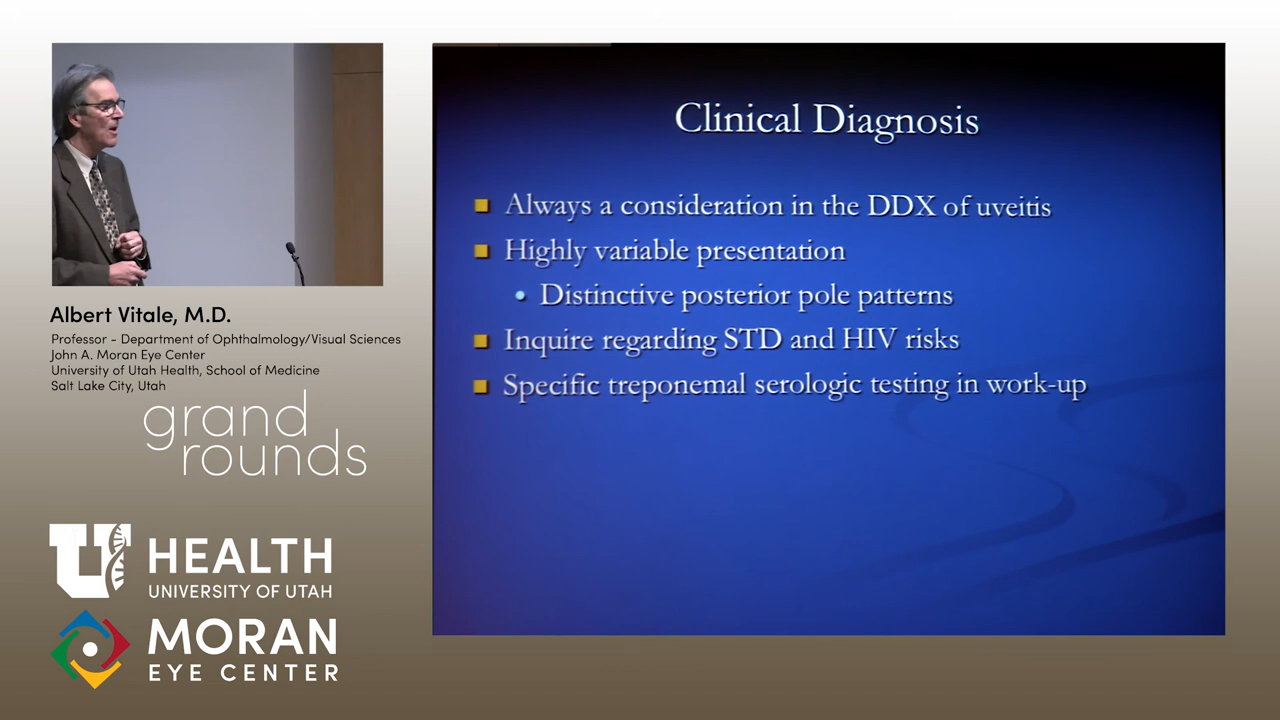 Clinical Diagnosis
Always a consideration in the DDX of uveitis
Highly variable presentation
Distinctive posterior pole patterns
Inquire regarding STD and HIV risks
Specific treponemal serologic testing in work-up
Albert Vitale, M.D.
Professor - Department of Ophthalmology/Visual Sciences
John A. Moran Eye Center
University of Utah Health, School of Medicine
Salt Lake City, Utah
grand
rounds
U HEALTH
UNIVERSITY OF UTAH
MORAN
EYE CENTER